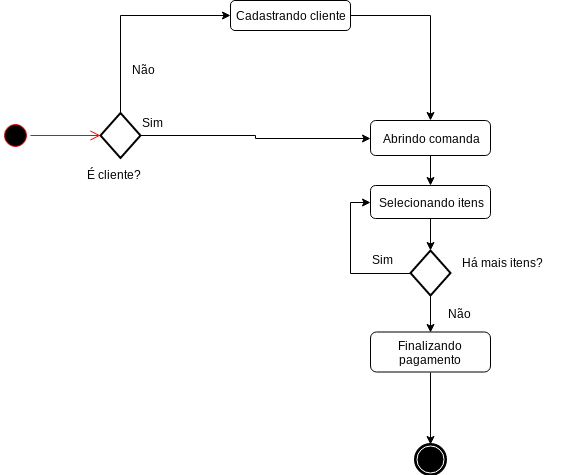 Cadastrando cliente
Não
Sim
É cliente?
Abrindo comanda
Selecionando itens
Sim
Há mais itens?
Não
Finalizando
pagamento